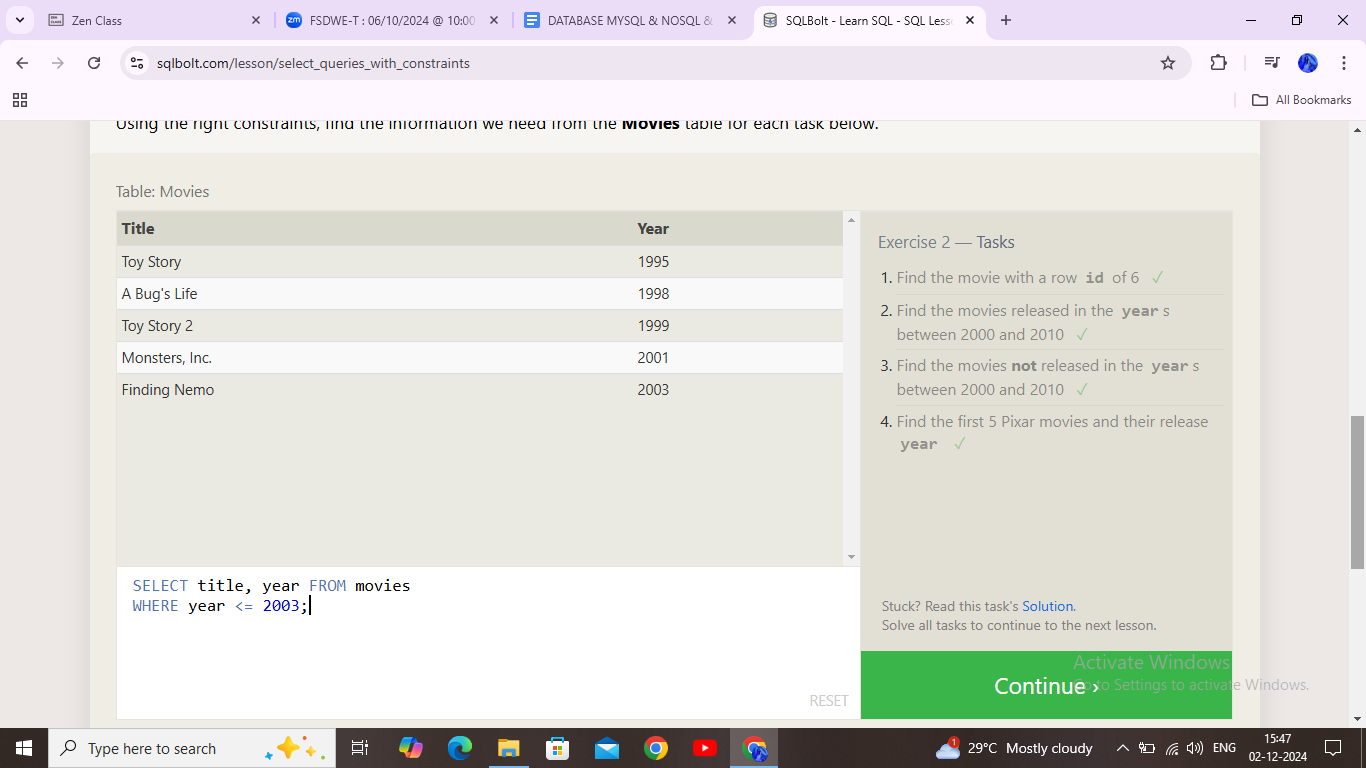 Zen Class
FSDWE-T : 06/10/2024 @ 10:00
DATABASE MYSQL & NOSQL &
SQLBolt - Learn SQL - SQL Less
sqlbolt.com/lesson/select_queries_with_constraints
All Bookmarks
Using the right constraints, find the information we need from the Movies table for each task below.
Table: Movies
Title Year
Toy Story 1995
A Bug's Life 1998
Toy Story 2 1999
Monsters, Inc. 2001
Finding Nemo 2003
Exercise 2 — Tasks
1. Find the movie with a row id of 6 ✓
2. Find the movies released in the year s
between 2000 and 2010 ✓
3. Find the movies not released in the year s
between 2000 and 2010 ✓
4. Find the first 5 Pixar movies and their release
year ✓
SELECT title, year FROM movies
WHERE year <= 2003;
RESET
Stuck? Read this task's Solution.
Solve all tasks to continue to the next lesson.
Continue ›
Activate Windows
Go to Settings to activate Windows.
Type here to search
1
29°C Mostly cloudy
ENG
15:47
02-12-2024